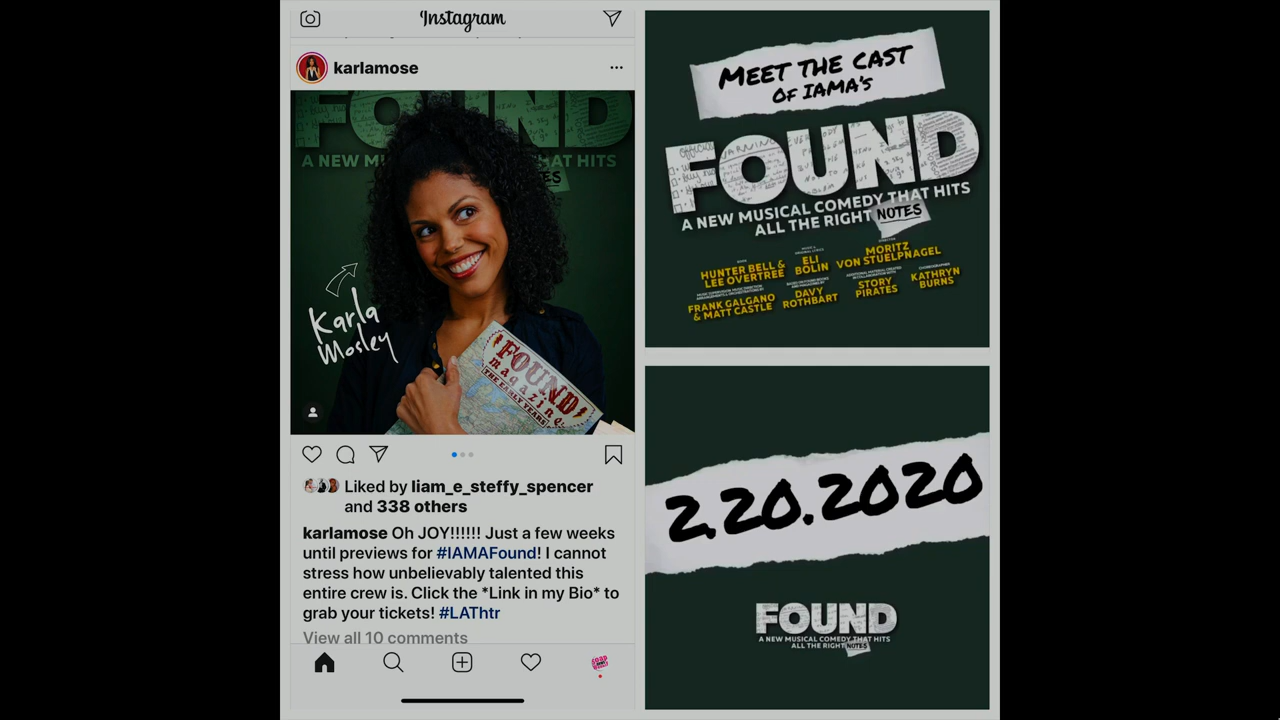 Instagram
karlamose
FOUND
A NEW MU THAT HITS
ES
Karla
Mosley
FOUND
magazine
THE EARLY YEARS
Liked by liam_e_steffy_spencer
and 338 others
karlamose Oh JOY!!!!!! Just a few weeks
until previews for #IAMAFound! I cannot
stress how unbelievably talented this
entire crew is. Click the *Link in my Bio* to
grab your tickets! #LAThtr
View all 10 comments
MEET THE CAST
OF IAMA'S
FOUND
A NEW MUSICAL COMEDY THAT HITS
ALL THE RIGHT NOTES
HUNTER BELL &
LEE OVERTREE
ELI
BOLIN
MORITZ
VON STUELPNAGEL
FRANK GALGANO
& MATT CASTLE
DAVY
ROTHBART
STORY
PIRATES
KATHRYN
BURNS
2.20.2020
FOUND
A NEW MUSICAL COMEDY THAT HITS
ALL THE RIGHT NOTES